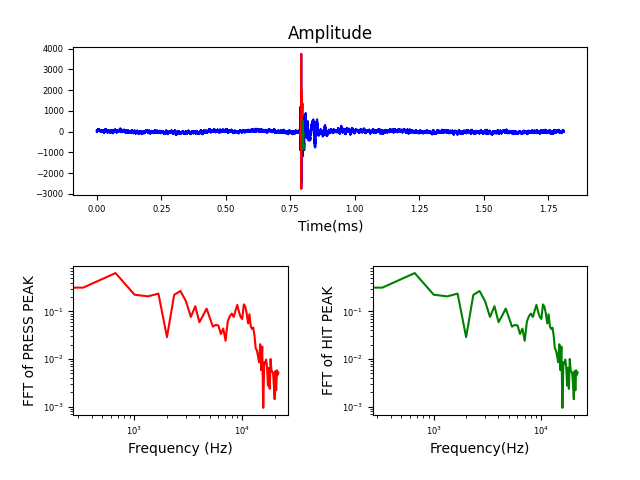 Amplitude
4000
3000
2000
1000
0
−1000
−2000
−3000
0.00 0.25 0.50 0.75 1.00 1.25 1.50 1.75
Time(ms)
FFT of PRESS PEAK
10⁻¹
10⁻²
10⁻³
10³ 10⁴
Frequency (Hz)
FFT of HIT PEAK
10⁻¹
10⁻²
10⁻³
10³ 10⁴
Frequency(Hz)